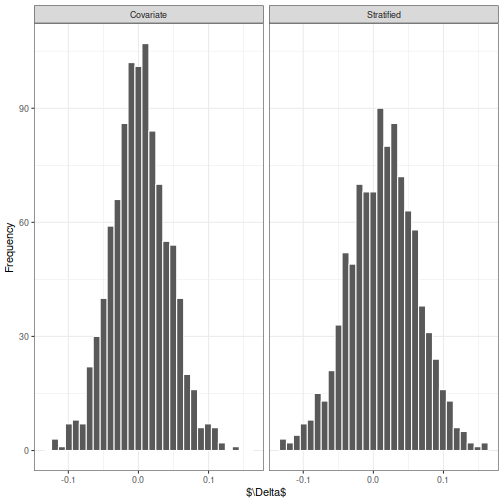 Covariate Stratified
90
60
30
0
Frequency
-0.1 0.0 0.1 -0.1 0.0 0.1
$\Delta$